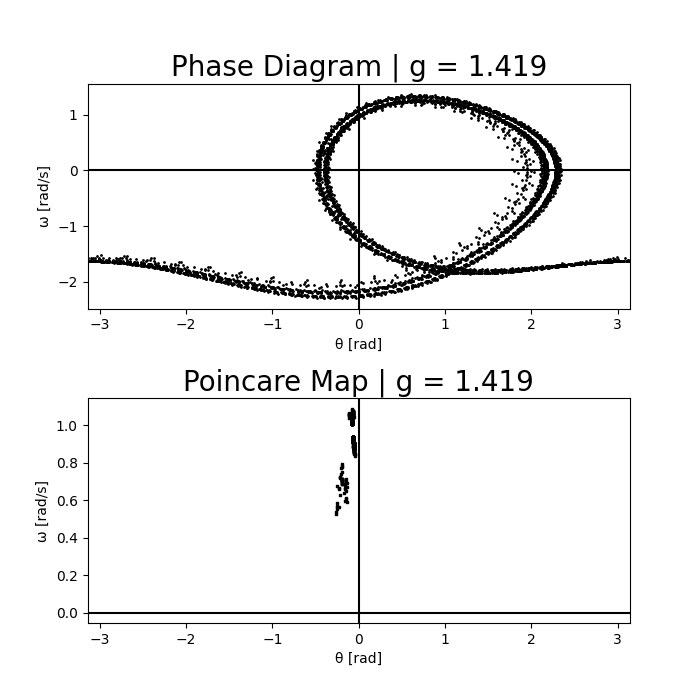 Phase Diagram | g = 1.419
1
0
−1
−2
ω [rad/s]
−3 −2 −1 0 1 2 3
θ [rad]
Poincare Map | g = 1.419
1.0
0.8
0.6
0.4
0.2
0.0
ω [rad/s]
−3 −2 −1 0 1 2 3
θ [rad]